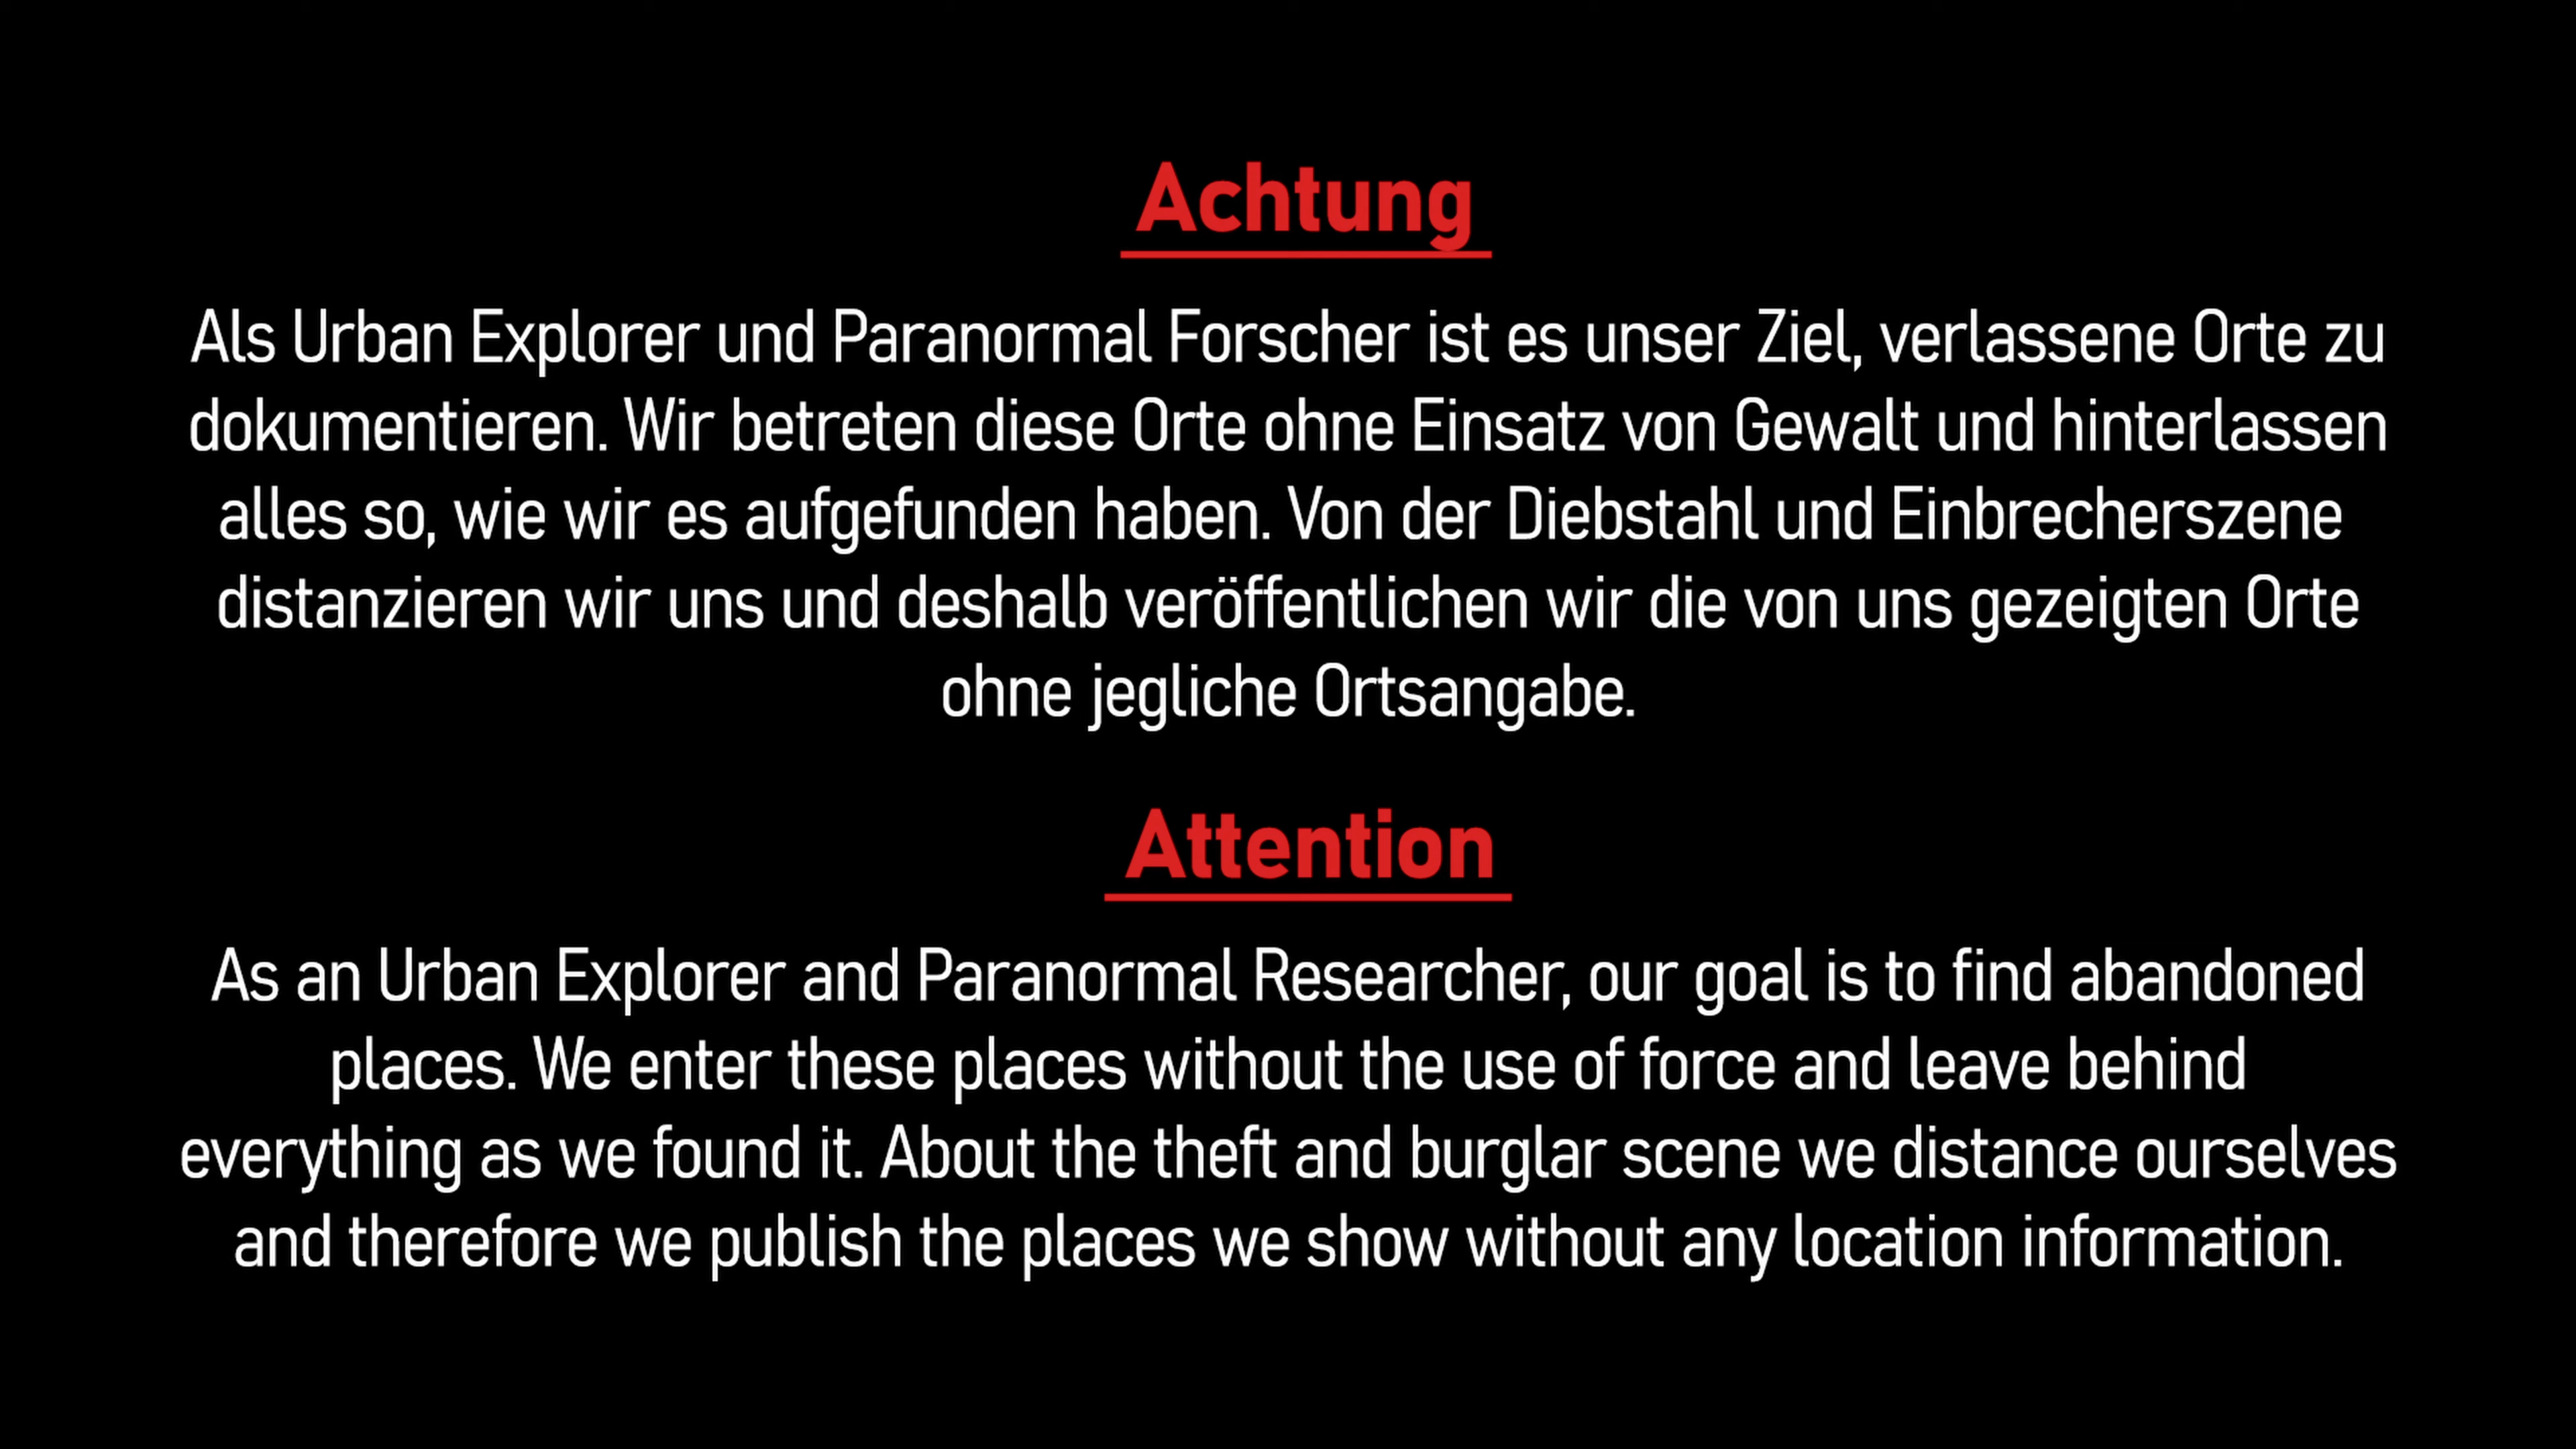 Achtung
Als Urban Explorer und Paranormal Forscher ist es unser Ziel, verlassene Orte zu
dokumentieren. Wir betreten diese Orte ohne Einsatz von Gewalt und hinterlassen
alles so, wie wir es aufgefunden haben. Von der Diebstahl und Einbrecherszene
distanzieren wir uns und deshalb veröffentlichen wir die von uns gezeigten Orte
ohne jegliche Ortsangabe.
Attention
As an Urban Explorer and Paranormal Researcher, our goal is to find abandoned
places. We enter these places without the use of force and leave behind
everything as we found it. About the theft and burglar scene we distance ourselves
and therefore we publish the places we show without any location information.